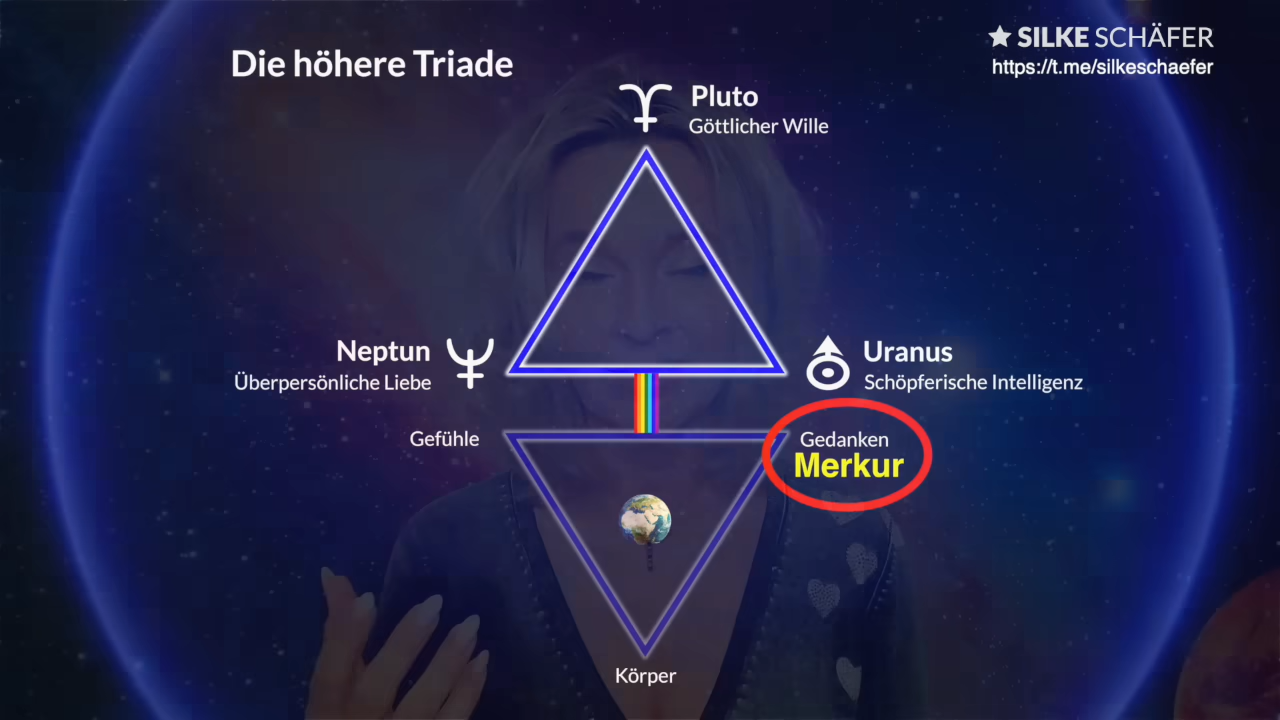 Die höhere Triade
SILKE SCHÄFER
https://t.me/silkeschaefer
Pluto
Göttlicher Wille
Neptun
Überpersönliche Liebe
Uranus
Schöpferische Intelligenz
Gefühle
Gedanken
Merkur
Körper